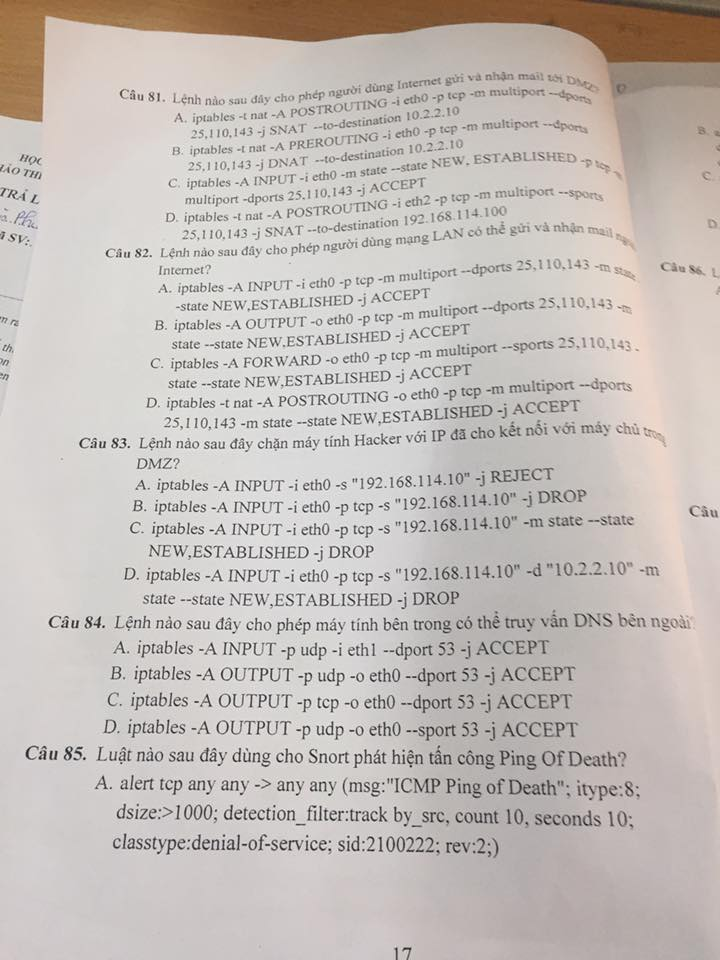 Câu 81. Lệnh nào sau đây cho phép người dùng Internet gửi và nhận mail tới DMZ?
A. iptables -t nat -A POSTROUTING -i eth0 -p tcp -m multiport --dports
25,110,143 -j SNAT --to-destination 10.2.2.10
B. iptables -t nat -A PREROUTING -i eth0 -p tcp -m multiport --dports
25,110,143 -j DNAT --to-destination 10.2.2.10
C. iptables -A INPUT -i eth0 -m state --state NEW, ESTABLISHED -p tcp -m
multiport -dports 25,110,143 -j ACCEPT
D. iptables -t nat -A POSTROUTING -i eth2 -p tcp -m multiport --sports
25,110,143 -j SNAT --to-destination 192.168.114.100
Câu 82. Lệnh nào sau đây cho phép người dùng mạng LAN có thể gửi và nhận mail
Internet?
A. iptables -A INPUT -i eth0 -p tcp -m multiport --dports 25,110,143 -m state
-state NEW,ESTABLISHED -j ACCEPT
B. iptables -A OUTPUT -o eth0 -p tcp -m multiport --dports 25,110,143 -m
state --state NEW,ESTABLISHED -j ACCEPT
C. iptables -A FORWARD -o eth0 -p tcp -m multiport --sports 25,110,143 -
state --state NEW,ESTABLISHED -j ACCEPT
D. iptables -t nat -A POSTROUTING -o eth0 -p tcp -m multiport --dports
25,110,143 -m state --state NEW,ESTABLISHED -j ACCEPT
Câu 83. Lệnh nào sau đây chặn máy tính Hacker với IP đã cho kết nối với máy chủ trong
DMZ?
A. iptables -A INPUT -i eth0 -s "192.168.114.10" -j REJECT
B. iptables -A INPUT -i eth0 -p tcp -s "192.168.114.10" -j DROP
C. iptables -A INPUT -i eth0 -p tcp -s "192.168.114.10" -m state --state
NEW,ESTABLISHED -j DROP
D. iptables -A INPUT -i eth0 -p tcp -s "192.168.114.10" -d "10.2.2.10" -m
state --state NEW,ESTABLISHED -j DROP
Câu 84. Lệnh nào sau đây cho phép máy tính bên trong có thể truy vấn DNS bên ngoài?
A. iptables -A INPUT -p udp -i eth1 --dport 53 -j ACCEPT
B. iptables -A OUTPUT -p udp -o eth0 --dport 53 -j ACCEPT
C. iptables -A OUTPUT -p tcp -o eth0 --dport 53 -j ACCEPT
D. iptables -A OUTPUT -p udp -o eth0 --sport 53 -j ACCEPT
Câu 85. Luật nào sau đây dùng cho Snort phát hiện tấn công Ping Of Death?
A. alert tcp any any -> any any (msg:"ICMP Ping of Death"; itype:8;
dsize:>1000; detection_filter:track by_src, count 10, seconds 10;
classtype:denial-of-service; sid:2100222; rev:2;)
17
HỌC
TRẢ L
SV:
B.
C.
D.
Câu 86.
Câu